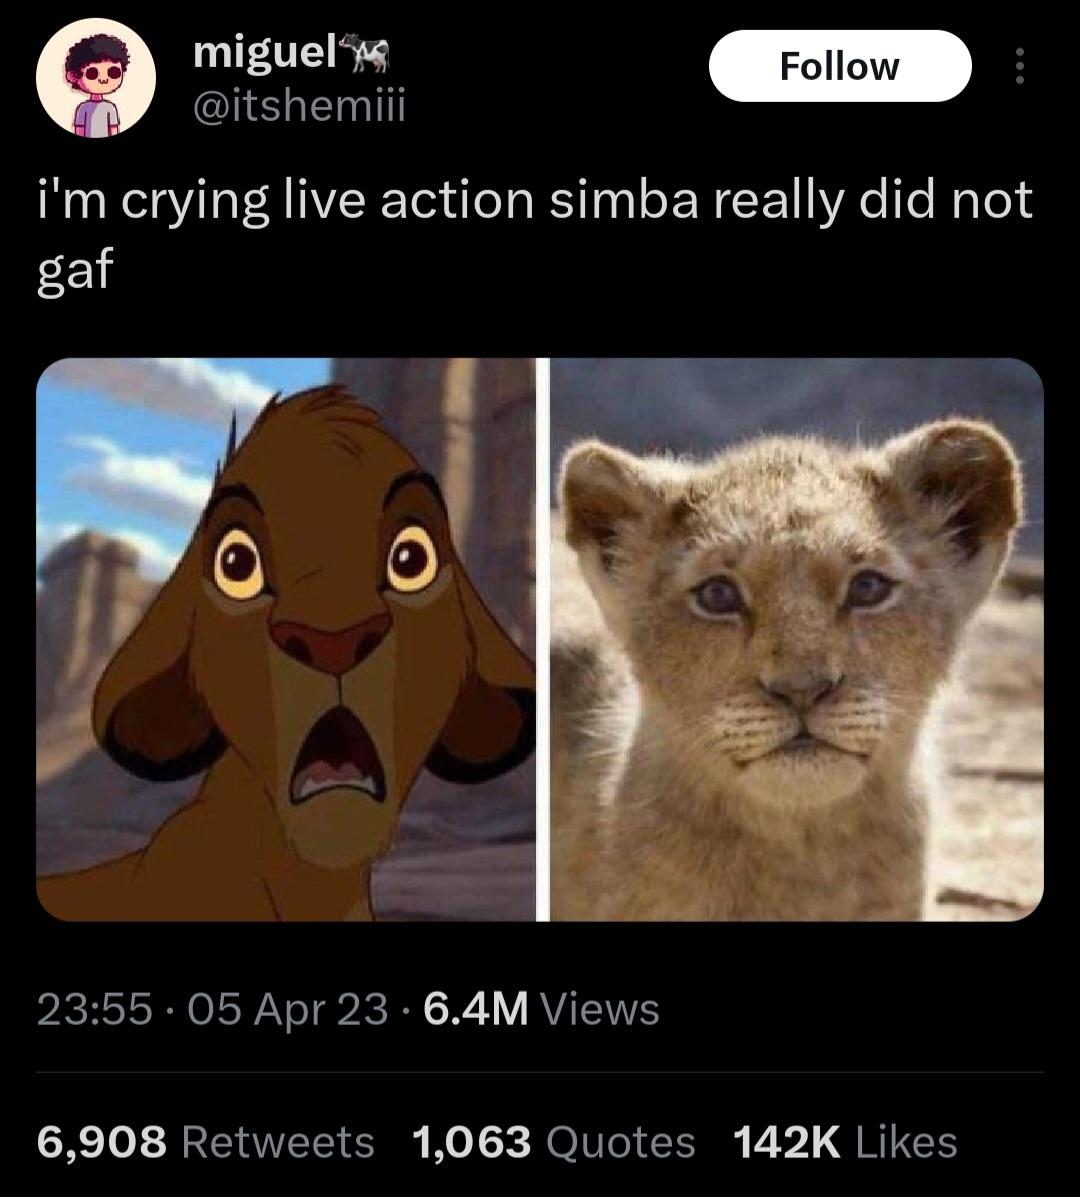 miguel🐄
Follow
@itshemiii
i'm crying live action simba really did not
gaf
23:55 · 05 Apr 23 · 6.4M Views
6,908 Retweets 1,063 Quotes 142K Likes